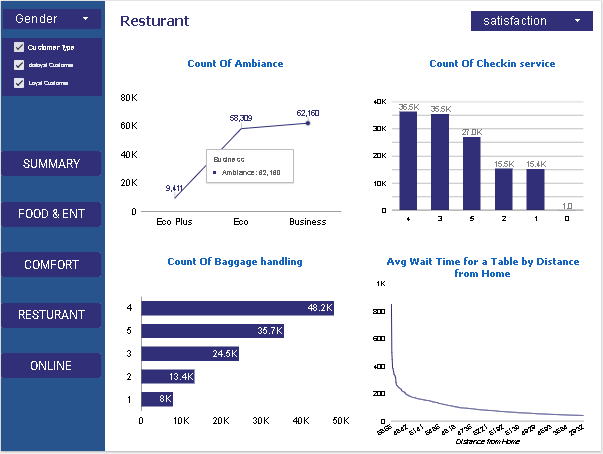 Gender
Resturant
satisfaction
Customer Type
disloyal Customer
Loyal Customer
SUMMARY
FOOD & ENT
COMFORT
RESTURANT
ONLINE
Count Of Ambiance
80K
60K
40K
20K
0
9,411
58,309
62,160
Business
Ambiance: 62,160
Eco Plus
Eco
Business
Count Of Checkin service
40K
30K
20K
10K
0
36.5K
35.5K
27.0K
15.5K
15.4K
1.0
4
3
5
2
1
0
Count Of Baggage handling
4
5
3
2
1
48.2K
35.7K
24.5K
13.4K
8K
0K
10K
20K
30K
40K
50K
Avg Wait Time for a Table by Distance
from Home
1K
800
600
400
200
0
Distance from Home